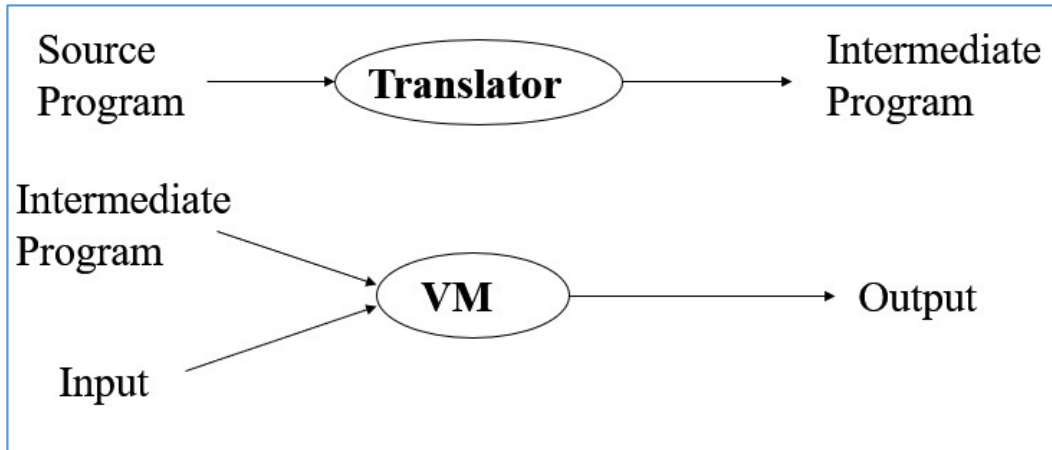 Source
Program
Translator
Intermediate
Program
Intermediate
Program
VM
Output
Input